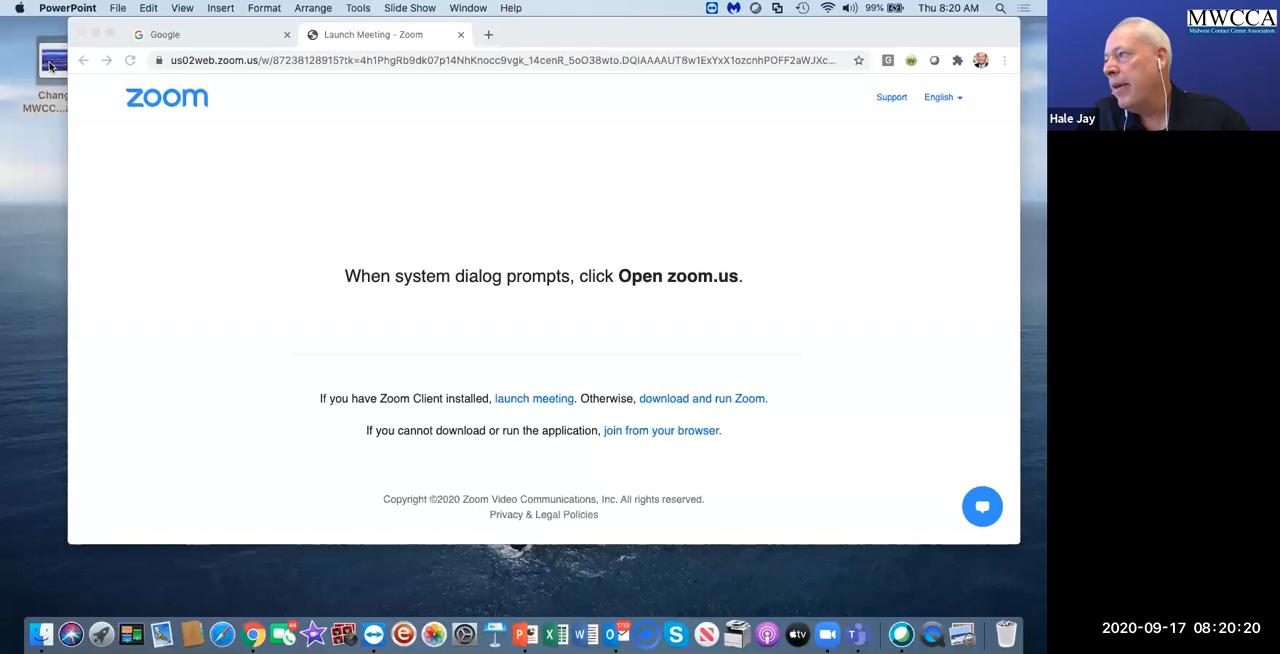 PowerPoint File Edit View Insert Format Arrange Tools Slide Show Window Help 99% Thu 8:20 AM
Google Launch Meeting - Zoom
zoom Support English
When system dialog prompts, click Open zoom.us.
If you have Zoom Client installed, launch meeting. Otherwise, download and run Zoom.
If you cannot download or run the application, join from your browser.
Copyright ©2020 Zoom Video Communications, Inc. All rights reserved.
Privacy & Legal Policies
MWCCA
Midwest Contact Center Association
Hale Jay
2020-09-17 08:20:20